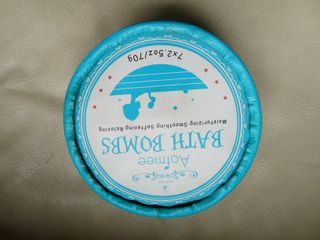 Aofmee
BATH BOMBS
Moisturizing Smoothing Softening Relaxing
7x2.5oz/70g